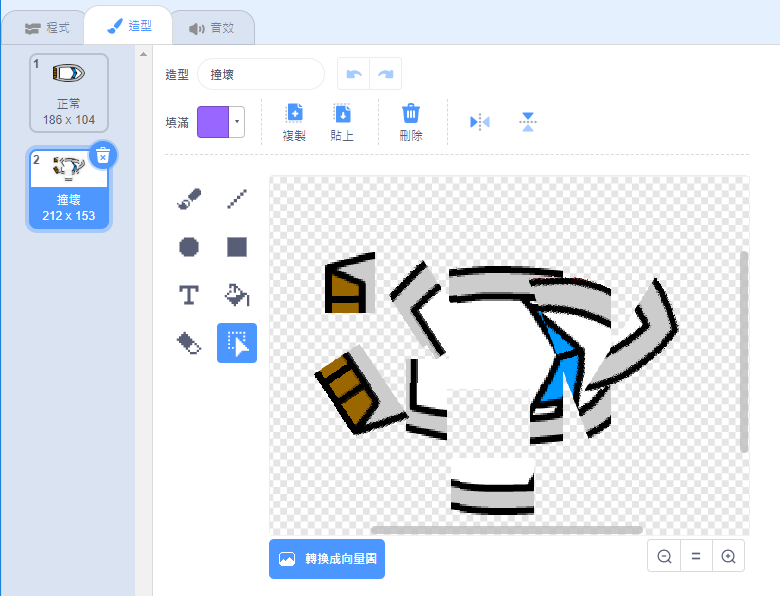 程式
造型
音效
1
正常
186 x 104
2
撞壞
212 x 153
造型
撞壞
填滿
複製
貼上
刪除
T
轉換成向量圖